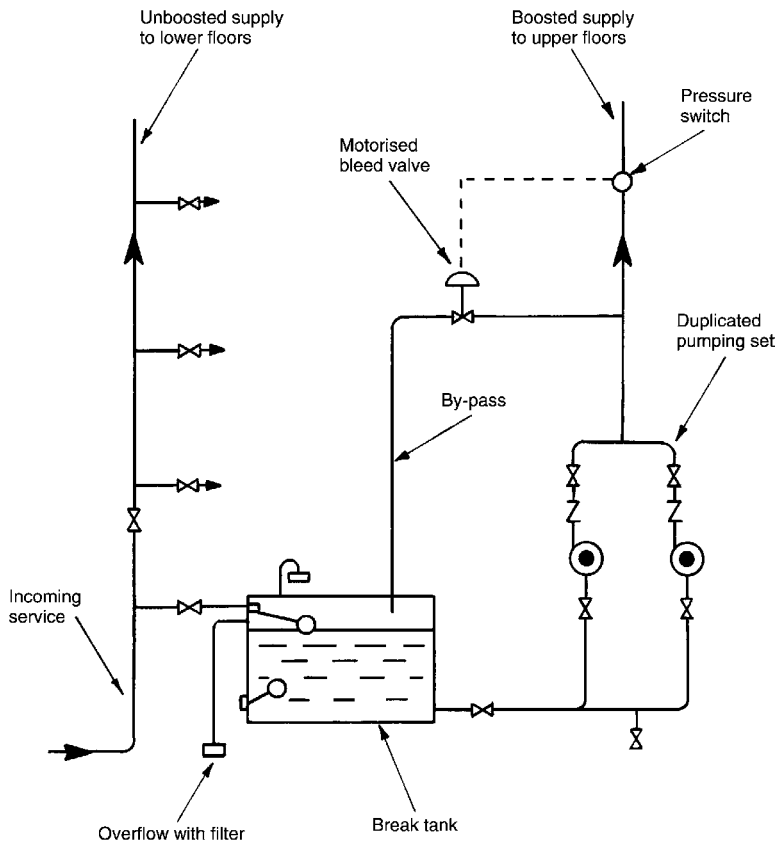 Unboosted supply
to lower floors
Boosted supply
to upper floors
Pressure
switch
Motorised
bleed valve
Duplicated
pumping set
By-pass
Incoming
service
Overflow with filter
Break tank